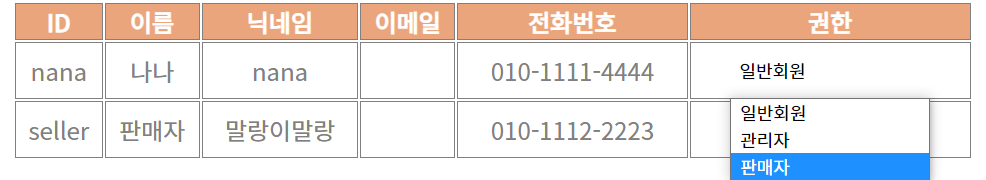 ID 이름 닉네임 이메일 전화번호 권한
nana 나나 nana 010-1111-4444 일반회원
seller 판매자 말랑이말랑 010-1112-2223
일반회원
관리자
판매자